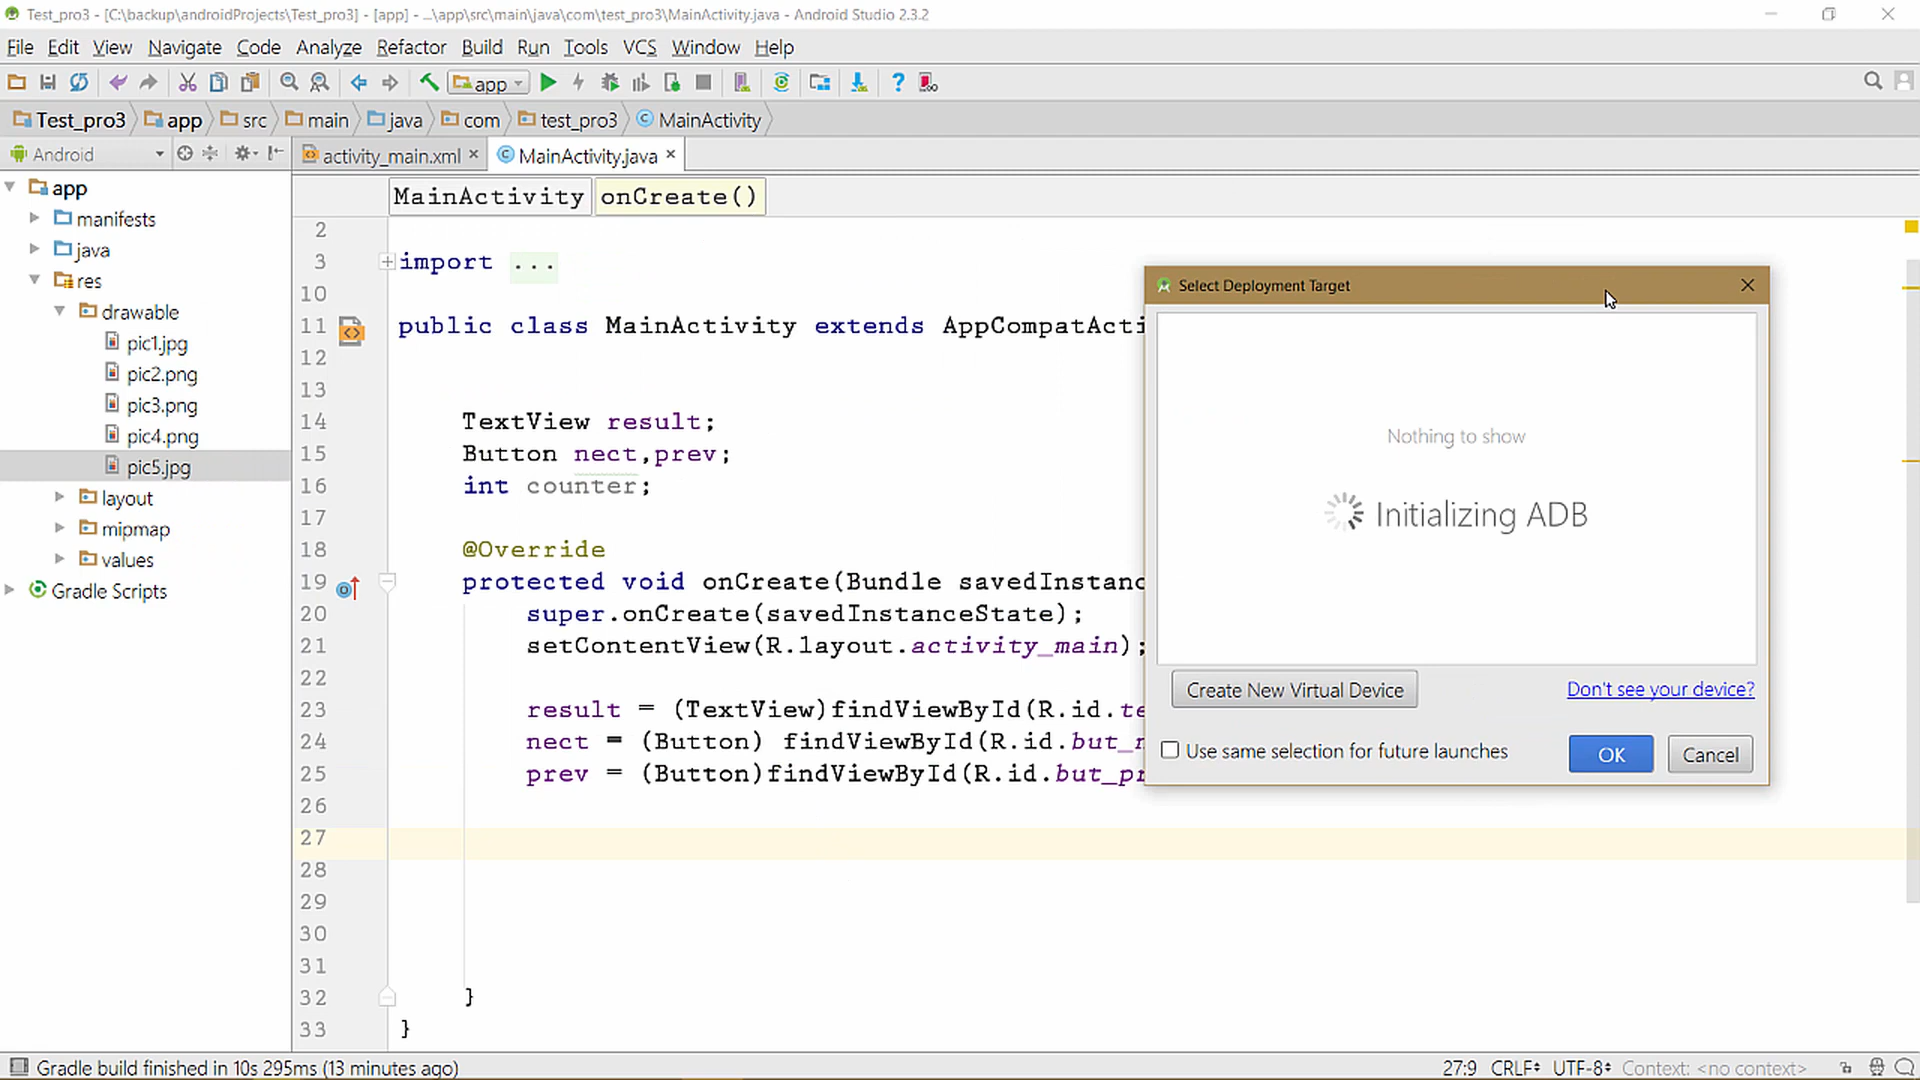 Test_pro3 - [C:\backup\androidProjects\Test_pro3] - [app] - ...\app\src\main\java\com\test_pro3\MainActivity.java - Android Studio 2.3.2
File Edit View Navigate Code Analyze Refactor Build Run Tools VCS Window Help
app
Test_pro3 app src main java com test_pro3 MainActivity
Android activity_main.xml MainActivity.java
app
manifests
java
res
drawable
pic1.jpg
pic2.png
pic3.png
pic4.png
pic5.jpg
layout
mipmap
values
Gradle Scripts
MainActivity onCreate()
2
3 import ...
10
11 public class MainActivity extends AppCompatActi
12
13
14 TextView result;
15 Button nect,prev;
16 int counter;
17
18 @Override
19 protected void onCreate(Bundle savedInstanc
20 super.onCreate(savedInstanceState);
21 setContentView(R.layout.activity_main);
22
23 result = (TextView)findViewById(R.id.te
24 nect = (Button) findViewById(R.id.but_n
25 prev = (Button)findViewById(R.id.but_pr
26
27
28
29
30
31
32 }
33 }
Select Deployment Target
Nothing to show
Initializing ADB
Create New Virtual Device Don't see your device?
Use same selection for future launches OK Cancel
Gradle build finished in 10s 295ms (13 minutes ago) 27:9 CRLF UTF-8 Context: <no context>